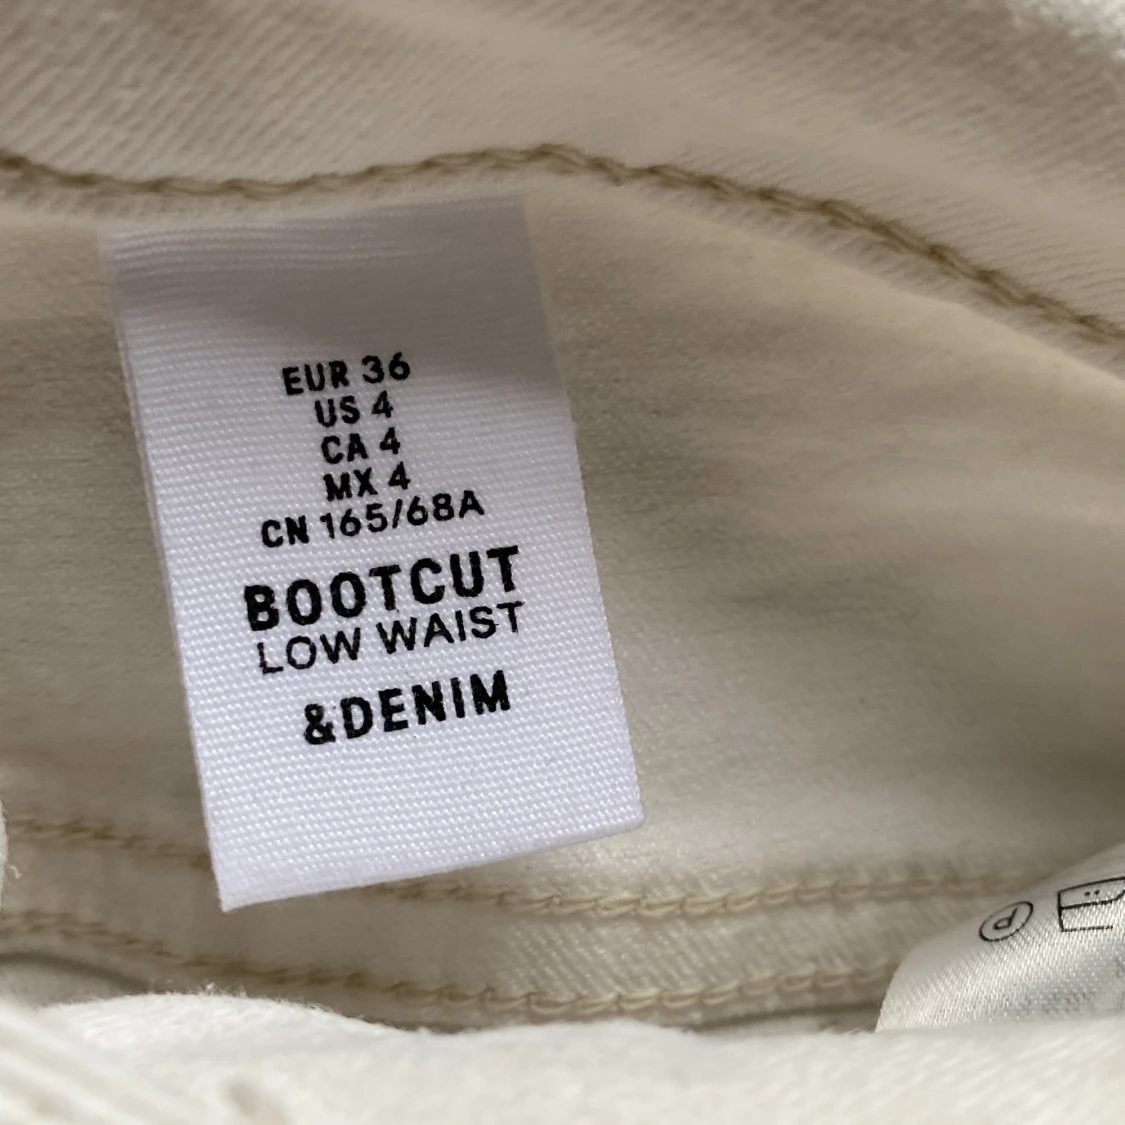 EUR 36
US 4
CA 4
MX 4
CN 165/68A
BOOTCUT
LOW WAIST
&DENIM
P